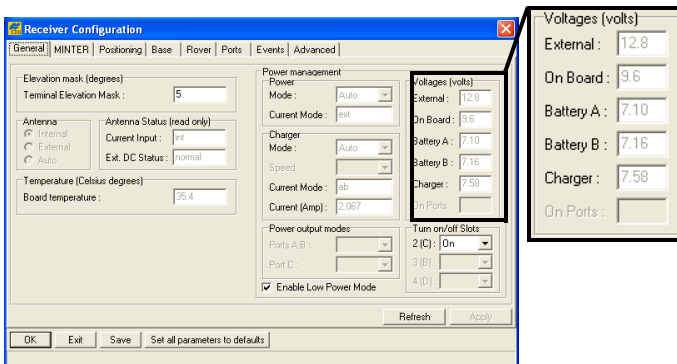 Receiver Configuration
General MINTER Positioning Base Rover Ports Events Advanced
Elevation mask (degrees)
Terminal Elevation Mask : 5
Antenna
Internal
External
Auto
Antenna Status (read only)
Current Input : int
Ext. DC Status : normal
Temperature (Celsius degrees)
Board temperature : 35.4
Power management
Power
Mode : Auto
Current Mode : ext
Charger
Mode : Auto
Speed :
Current Mode : ab
Current (Amp) : 2.067
Power output modes
Ports A,B :
Port C :
Enable Low Power Mode
Voltages (volts)
External : 12.8
On Board : 9.6
Battery A : 7.10
Battery B : 7.16
Charger : 7.58
On Ports :
Turn on/off Slots
2 (C) : On
3 (B) :
4 (D) :
Refresh Apply
OK Exit Save Set all parameters to defaults
Voltages (volts)
External : 12.8
On Board : 9.6
Battery A : 7.10
Battery B : 7.16
Charger : 7.58
On Ports :